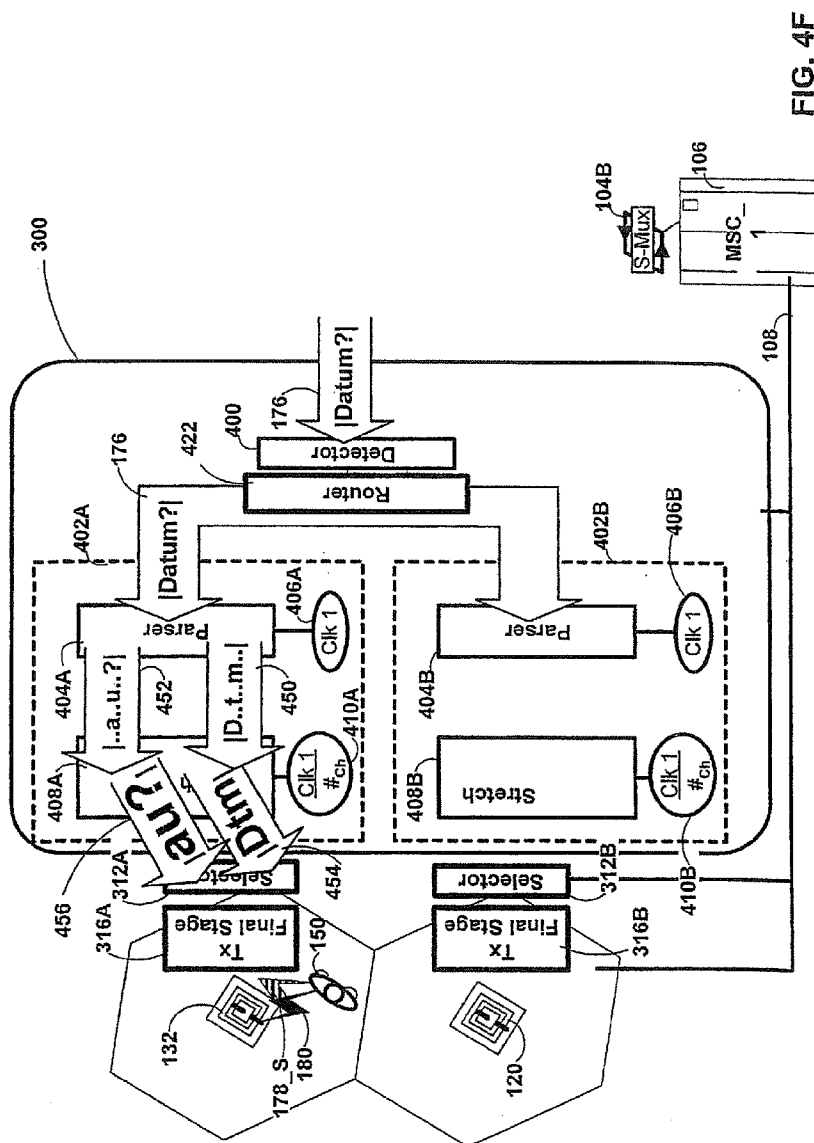 FIG. 4F
300
104B
S-Mux
106
MSC_
1
108
|Datum?|
176
400
Detector
422
Router
176
402A
|Datum?|
406A
Clk 1
Parser
404A
|..a..u..?|
452
|D..t..m..|
450
410A
Clk 1
#Ch
408A
|au?|
|Dtm|
456
454
312A
Selector
316A
Tx
Final Stage
150
132
178_S
180
402B
406B
Clk 1
Parser
404B
408B
Stretch
Clk 1
#Ch
410B
312B
Selector
Tx
Final Stage
316B
120